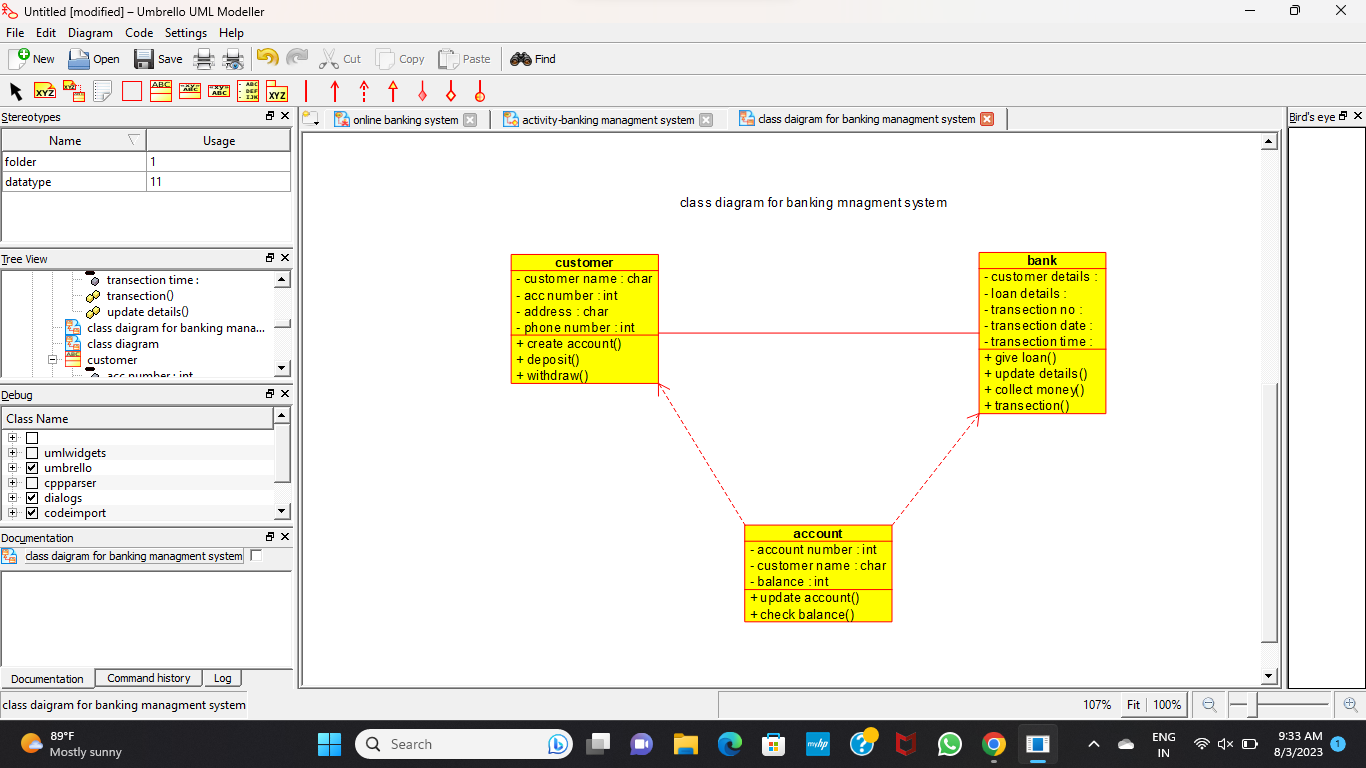 Untitled [modified] – Umbrello UML Modeller
File Edit Diagram Code Settings Help
New Open Save Cut Copy Paste Find
Stereotypes
Name Usage
folder 1
datatype 11
Tree View
transection time :
transection()
update details()
class daigram for banking mana...
class diagram
customer
acc number : int
Debug
Class Name
umlwidgets
umbrello
cppparser
dialogs
codeimport
Documentation
class daigram for banking managment system
Documentation Command history Log
class daigram for banking managment system
online banking system activity-banking managment system class daigram for banking managment system
class diagram for banking mnagment system
customer
- customer name : char
- acc number : int
- address : char
- phone number : int
+ create account()
+ deposit()
+ withdraw()
bank
- customer details :
- loan details :
- transection no :
- transection date :
- transection time :
+ give loan()
+ update details()
+ collect money()
+ transection()
account
- account number : int
- customer name : char
- balance : int
+ update account()
+ check balance()
Bird's eye
107% Fit 100%
89°F
Mostly sunny
Search
myhp
ENG
IN
9:33 AM
8/3/2023
1